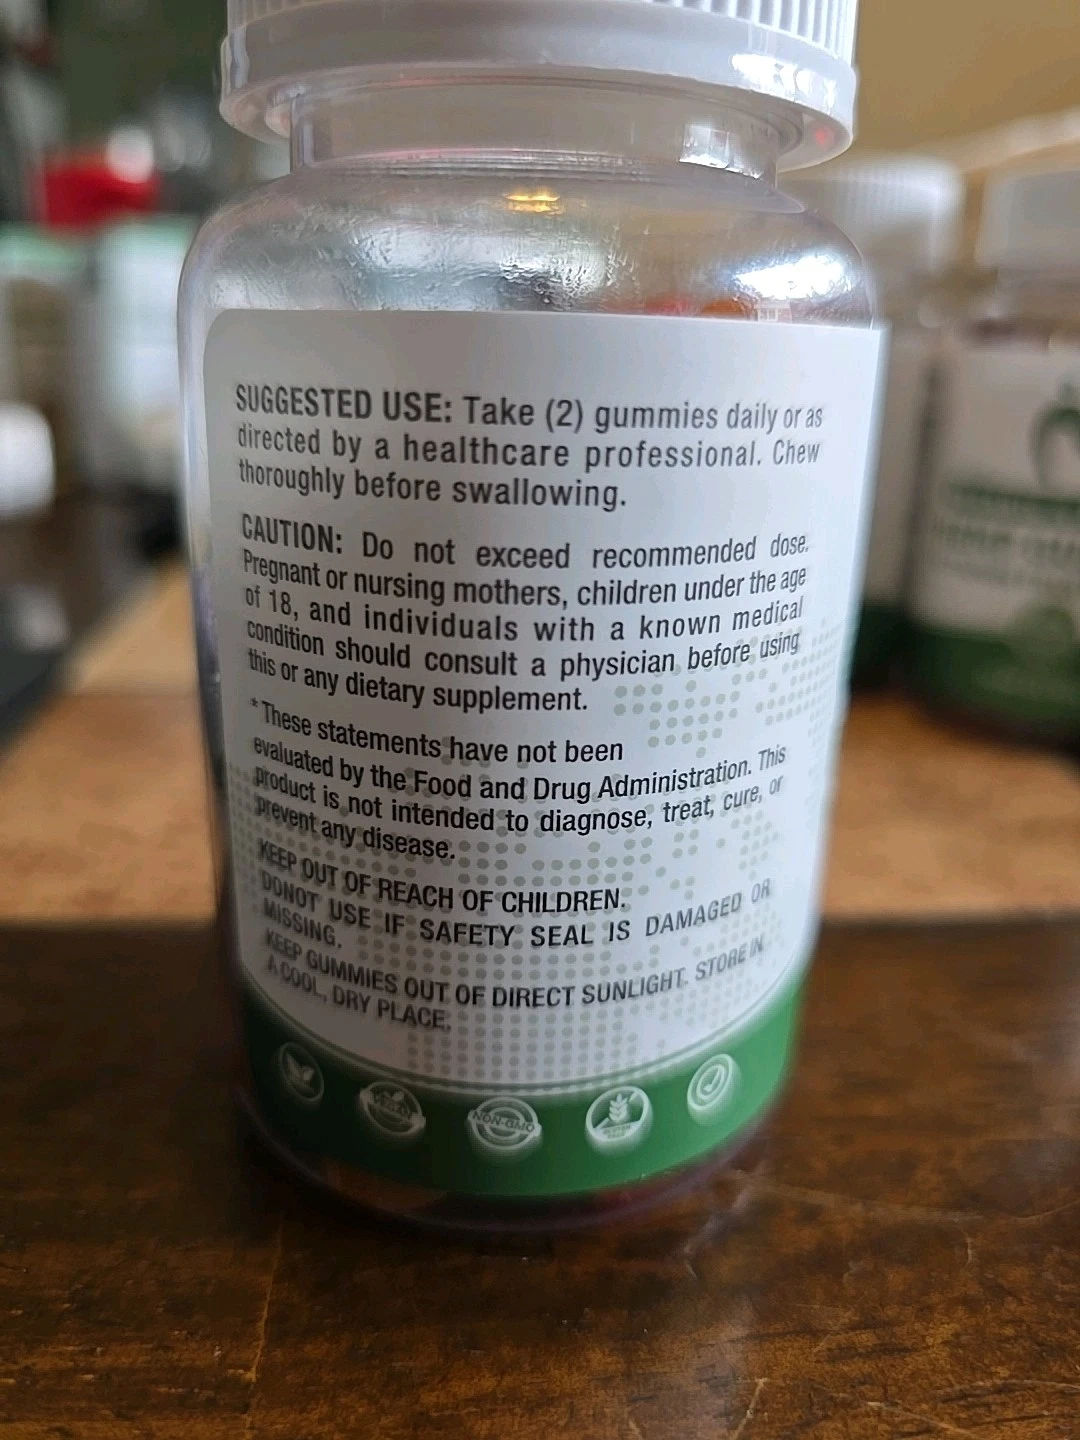 SUGGESTED USE: Take (2) gummies daily or as
directed by a healthcare professional. Chew
thoroughly before swallowing.
CAUTION: Do not exceed recommended dose.
Pregnant or nursing mothers, children under the age
of 18, and individuals with a known medical
condition should consult a physician before using
this or any dietary supplement.
*These statements have not been
evaluated by the Food and Drug Administration. This
product is not intended to diagnose, treat, cure, or
prevent any disease.
KEEP OUT OF REACH OF CHILDREN.
DONOT USE IF SAFETY SEAL IS DAMAGED OR
MISSING.
KEEP GUMMIES OUT OF DIRECT SUNLIGHT. STORE IN
A COOL, DRY PLACE.
VEGAN
NON-GMO
GLUTEN
FREE